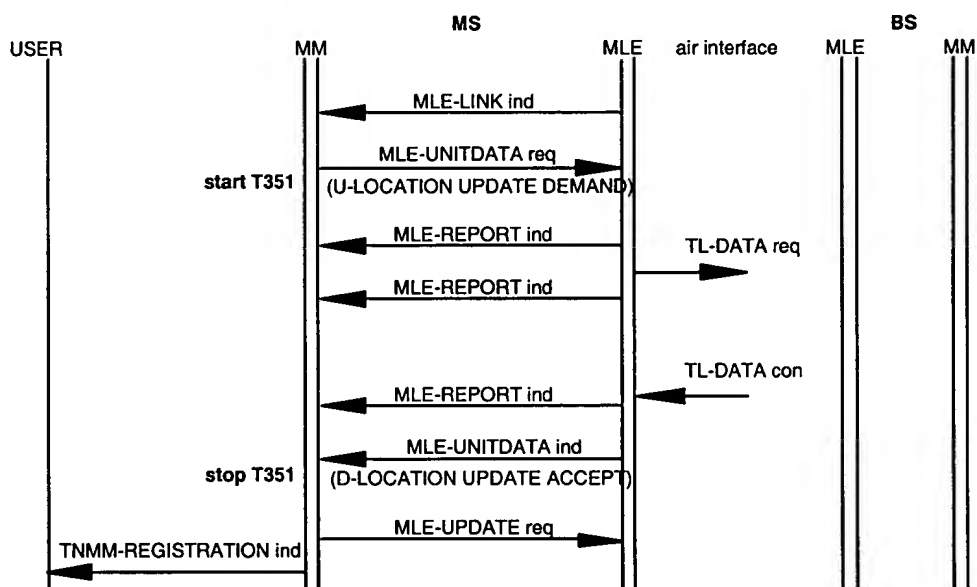 MS
BS
USER
MM
MLE
air interface
MLE
MM
MLE-LINK ind
MLE-UNITDATA req
start T351
(U-LOCATION UPDATE DEMAND)
MLE-REPORT ind
TL-DATA req
MLE-REPORT ind
TL-DATA con
MLE-REPORT ind
MLE-UNITDATA ind
stop T351
(D-LOCATION UPDATE ACCEPT)
MLE-UPDATE req
TNMM-REGISTRATION ind